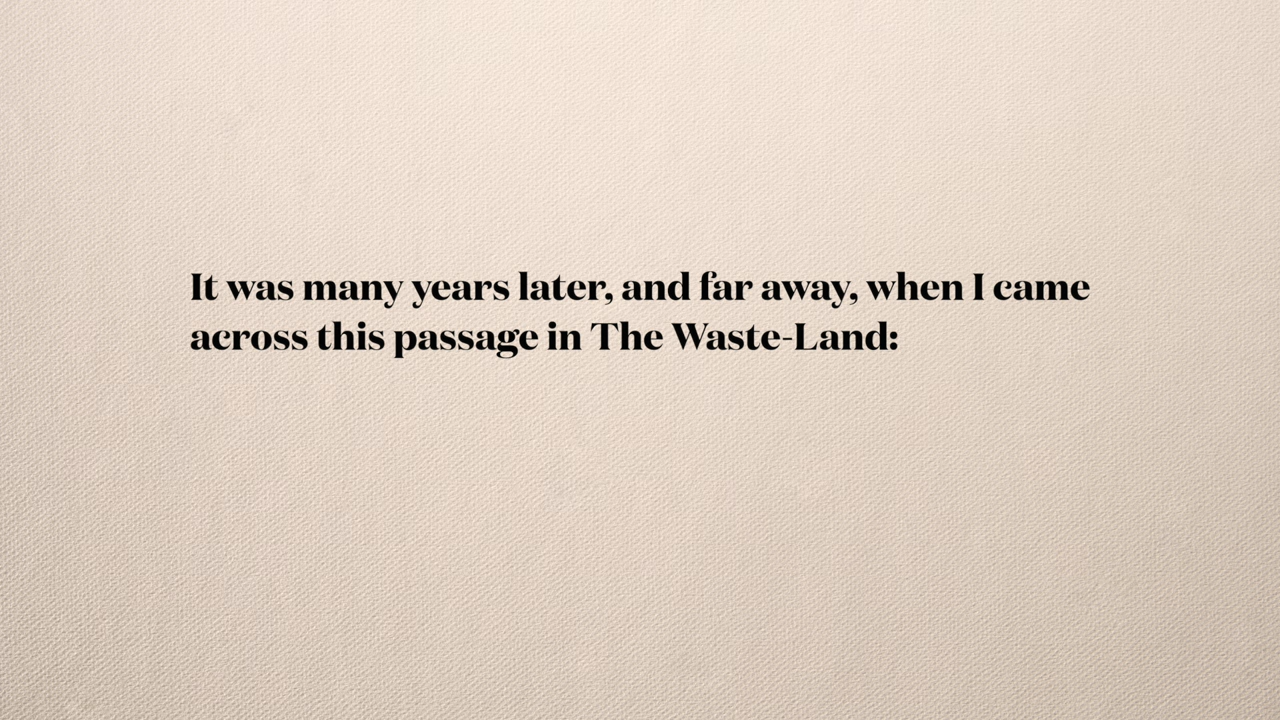 It was many years later, and far away, when I came
across this passage in The Waste-Land: